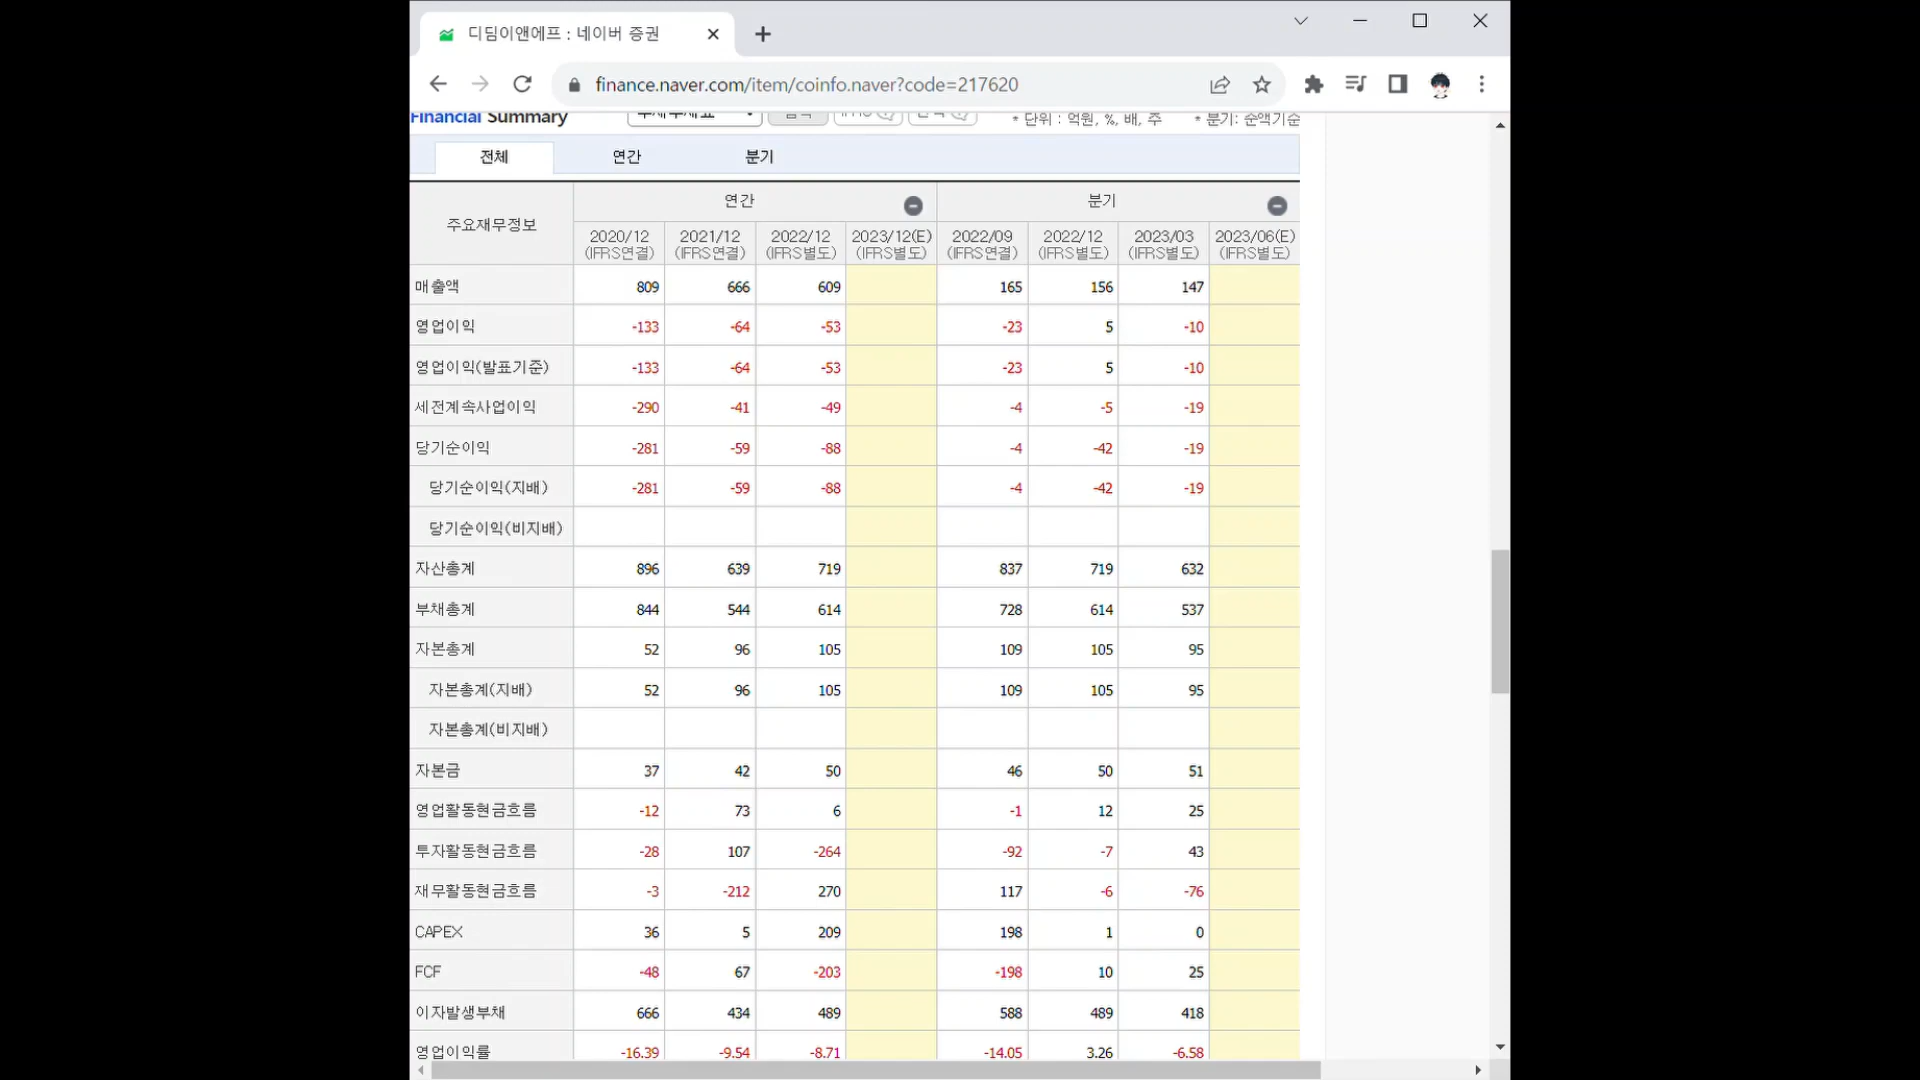 디딤이앤에프 : 네이버 증권
finance.naver.com/item/coinfo.naver?code=217620
Financial Summary * 단위 : 억원, %, 배, 주 * 분기: 순액기준
전체 연간 분기
주요재무정보 연간 분기
2020/12 2021/12 2022/12 2023/12(E) 2022/09 2022/12 2023/03 2023/06(E)
(IFRS연결) (IFRS연결) (IFRS별도) (IFRS별도) (IFRS연결) (IFRS별도) (IFRS별도) (IFRS별도)
매출액 809 666 609 165 156 147
영업이익 -133 -64 -53 -23 5 -10
영업이익(발표기준) -133 -64 -53 -23 5 -10
세전계속사업이익 -290 -41 -49 -4 -5 -19
당기순이익 -281 -59 -88 -4 -42 -19
당기순이익(지배) -281 -59 -88 -4 -42 -19
당기순이익(비지배)
자산총계 896 639 719 837 719 632
부채총계 844 544 614 728 614 537
자본총계 52 96 105 109 105 95
자본총계(지배) 52 96 105 109 105 95
자본총계(비지배)
자본금 37 42 50 46 50 51
영업활동현금흐름 -12 73 6 -1 12 25
투자활동현금흐름 -28 107 -264 -92 -7 43
재무활동현금흐름 -3 -212 270 117 -6 -76
CAPEX 36 5 209 198 1 0
FCF -48 67 -203 -198 10 25
이자발생부채 666 434 489 588 489 418
영업이익률 -16.39 -9.54 -8.71 -14.05 3.26 -6.58